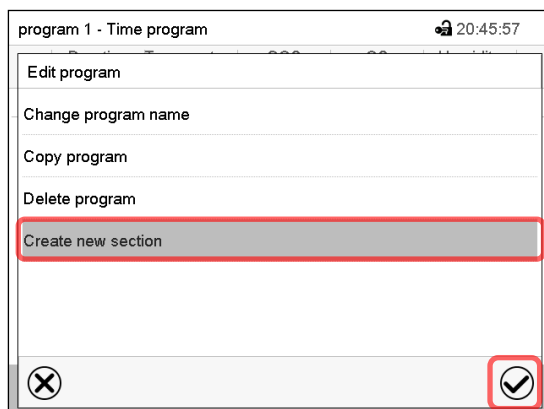 program 1 - Time program 20:45:57
Edit program
Change program name
Copy program
Delete program
Create new section